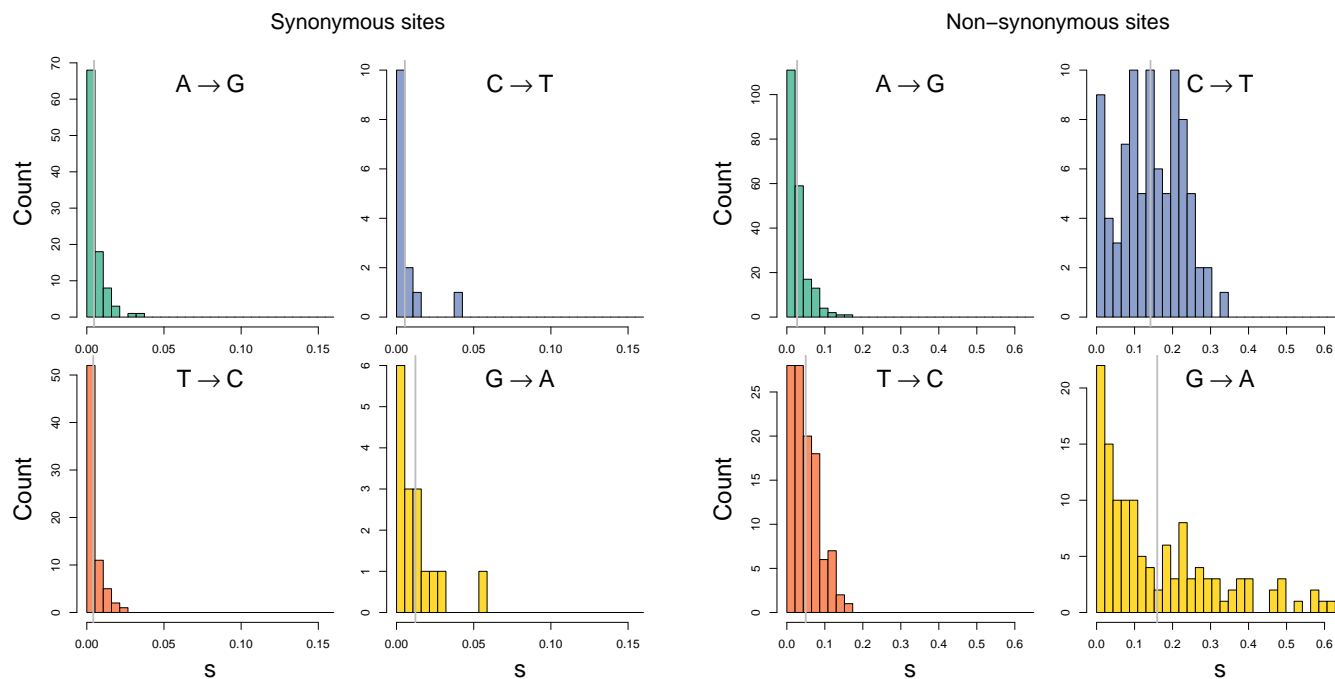 Synonymous sites
Non−synonymous sites
A → G
C → T
A → G
C → T
Count
Count
0 10 20 30 40 50 60 70
0 2 4 6 8 10
0 20 60 100
0 2 4 6 8 10
0.00 0.05 0.10 0.15
0.00 0.05 0.10 0.15
0.0 0.1 0.2 0.3 0.4 0.5 0.6
0.0 0.1 0.2 0.3 0.4 0.5 0.6
T → C
G → A
T → C
G → A
Count
Count
0 10 20 30 40 50
0 1 2 3 4 5 6
0 5 10 15 20 25
0 5 10 15 20
0.00 0.05 0.10 0.15
0.00 0.05 0.10 0.15
0.0 0.1 0.2 0.3 0.4 0.5 0.6
0.0 0.1 0.2 0.3 0.4 0.5 0.6
s
s
s
s